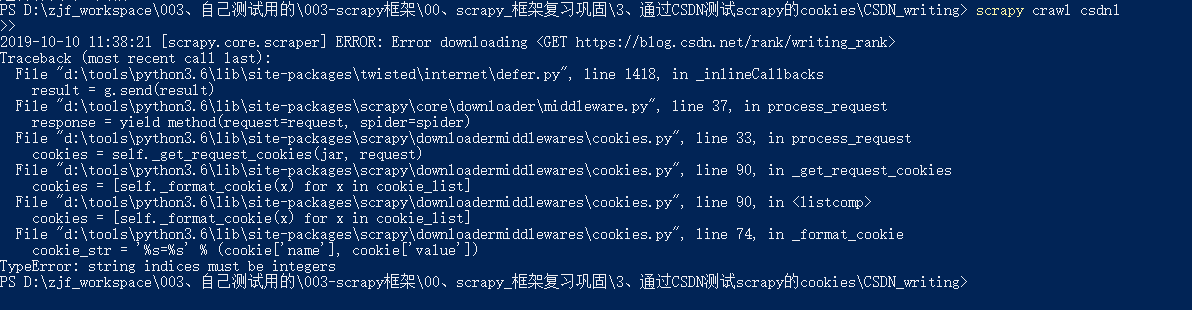 PS D:\zjf_workspace\003、自己测试用的\003-scrapy框架\00、scrapy_框架复习巩固\3、通过CSDN测试scrapy的cookies\CSDN_writing> scrapy crawl csdnl
>>
2019-10-10 11:38:21 [scrapy.core.scraper] ERROR: Error downloading <GET https://blog.csdn.net/rank/writing_rank>
Traceback (most recent call last):
  File "d:\tools\python3.6\lib\site-packages\twisted\internet\defer.py", line 1418, in _inlineCallbacks
    result = g.send(result)
  File "d:\tools\python3.6\lib\site-packages\scrapy\core\downloader\middleware.py", line 37, in process_request
    response = yield method(request=request, spider=spider)
  File "d:\tools\python3.6\lib\site-packages\scrapy\downloadermiddlewares\cookies.py", line 33, in process_request
    cookies = self._get_request_cookies(jar, request)
  File "d:\tools\python3.6\lib\site-packages\scrapy\downloadermiddlewares\cookies.py", line 90, in _get_request_cookies
    cookies = [self._format_cookie(x) for x in cookie_list]
  File "d:\tools\python3.6\lib\site-packages\scrapy\downloadermiddlewares\cookies.py", line 90, in <listcomp>
    cookies = [self._format_cookie(x) for x in cookie_list]
  File "d:\tools\python3.6\lib\site-packages\scrapy\downloadermiddlewares\cookies.py", line 74, in _format_cookie
    cookie_str = '%s=%s' % (cookie['name'], cookie['value'])
TypeError: string indices must be integers
PS D:\zjf_workspace\003、自己测试用的\003-scrapy框架\00、scrapy_框架复习巩固\3、通过CSDN测试scrapy的cookies\CSDN_writing>